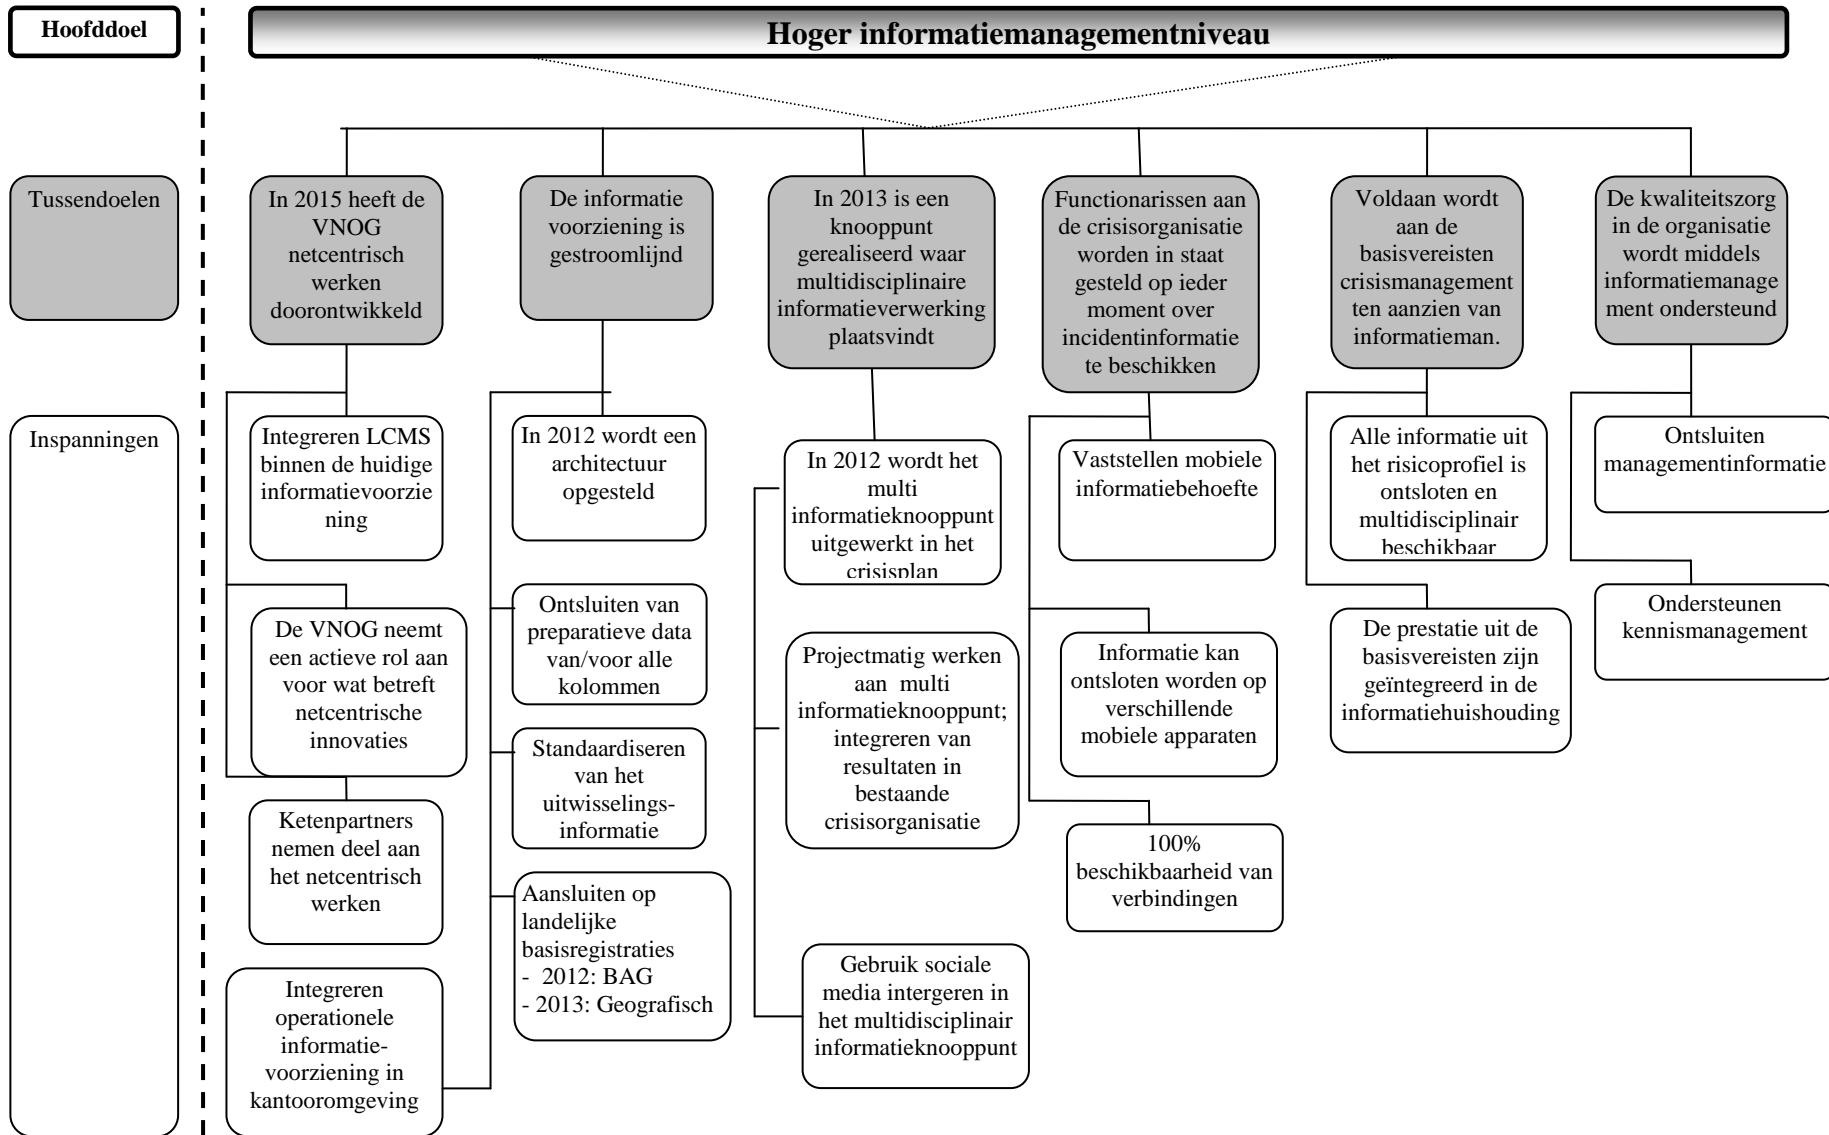 Hoofddoel
Hoger informatiemanagementniveau
Tussendoelen
In 2015 heeft de
VNOG
netcentrisch
werken
doorontwikkeld
De informatie
voorziening is
gestroomlijnd
In 2013 is een
knooppunt
gerealiseerd waar
multidisciplinaire
informatieverwerking
plaatsvindt
Functionarissen aan
de crisisorganisatie
worden in staat
gesteld op ieder
moment over
incidentinformatie
te beschikken
Voldaan wordt
aan de
basisvereisten
crisismanagement
ten aanzien van
informatieman.
De kwaliteitszorg
in de organisatie
wordt middels
informatiemanage
ment ondersteund
Inspanningen
Integreren LCMS
binnen de huidige
informatievoorzie
ning
De VNOG neemt
een actieve rol aan
voor wat betreft
netcentrische
innovaties
Ketenpartners
nemen deel aan
het netcentrisch
werken
Integreren
operationele
informatie-
voorziening in
kantooromgeving
In 2012 wordt een
architectuur
opgesteld
Ontsluiten van
preparatieve data
van/voor alle
kolommen
Standaardiseren
van het
uitwisselings-
informatie
Aansluiten op
landelijke
basisregistraties
- 2012: BAG
- 2013: Geografisch
In 2012 wordt het
multi
informatieknooppunt
uitgewerkt in het
crisisplan
Projectmatig werken
aan multi
informatieknooppunt;
integreren van
resultaten in
bestaande
crisisorganisatie
Gebruik sociale
media intergeren in
het multidisciplinair
informatieknooppunt
Vaststellen mobiele
informatiebehoefte
Informatie kan
ontsloten worden op
verschillende
mobiele apparaten
100%
beschikbaarheid van
verbindingen
Alle informatie uit
het risicoprofiel is
ontsloten en
multidisciplinair
beschikbaar
De prestatie uit de
basisvereisten zijn
geïntegreerd in de
informatiehuishouding
Ontsluiten
managementinformatie
Ondersteunen
kennismanagement